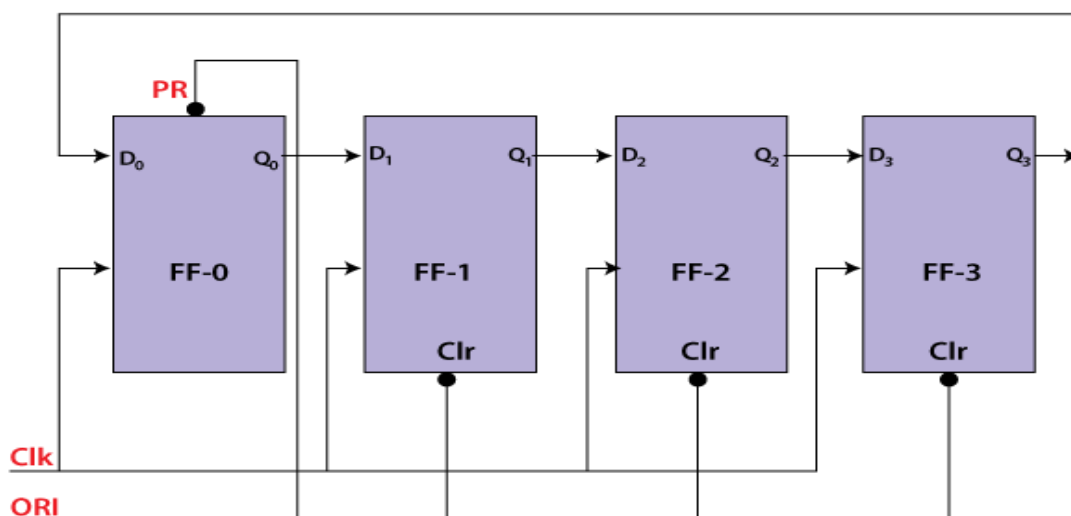 PR
D₀ Q₀ D₁ Q₁ D₂ Q₂ D₃ Q₃
FF-0 FF-1 FF-2 FF-3
Clr Clr Clr
Clk
ORI